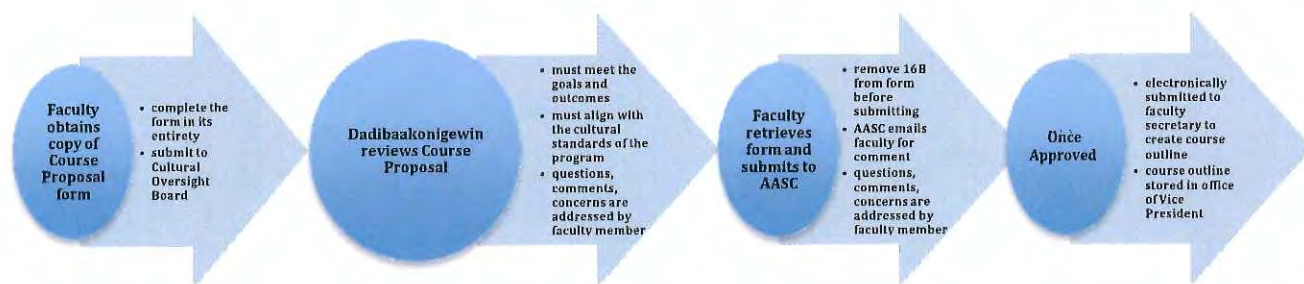 Faculty
obtains
copy of
Course
Proposal
form
• complete the
form in its
entirety
• submit to
Cultural
Oversight
Board
Dadibaakonigewin
reviews Course
Proposal
• must meet the
goals and
outcomes
• must align with
the cultural
standards of the
program
• questions,
comments,
concerns are
addressed by
faculty member
Faculty
retrieves
form and
submits to
AASC
• remove 16B
from form
before
submitting
• AASC emails
faculty for
comment
• questions,
comments,
concerns are
addressed by
faculty member
Once
Approved
• electronically
submitted to
faculty
secretary to
create course
outline
• course outline
stored in office
of Vice
President